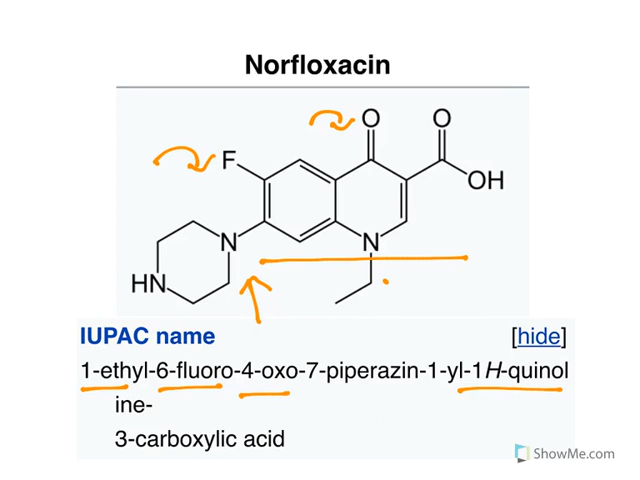 Norfloxacin
O O
F
OH
N N
HN
IUPAC name [hide]
1-ethyl-6-fluoro-4-oxo-7-piperazin-1-yl-1H-quinol
ine-
3-carboxylic acid
ShowMe.com